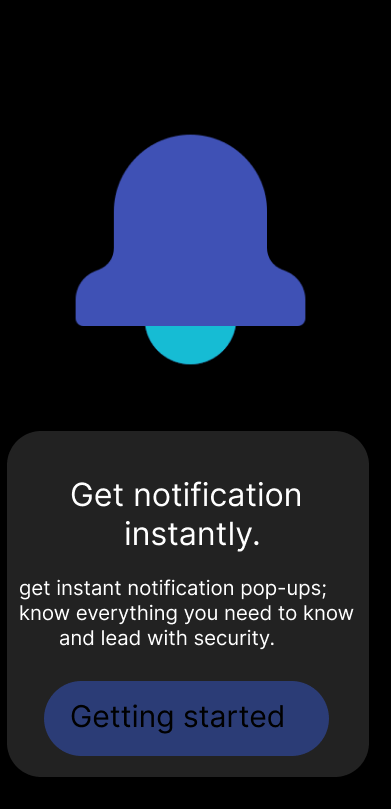 Get notification
instantly.
get instant notification pop-ups;
know everything you need to know
and lead with security.
Getting started